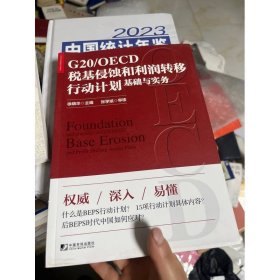 2023
中国统计年鉴
G20/OECD
税基侵蚀和利润转移
行动计划 基础与实务
主编
Foundation
Base Erosion
权威 / 深入 / 易懂
什么是BEPS行动计划? 15项行动计划具体内容?
后BEPS时代中国如何应对?